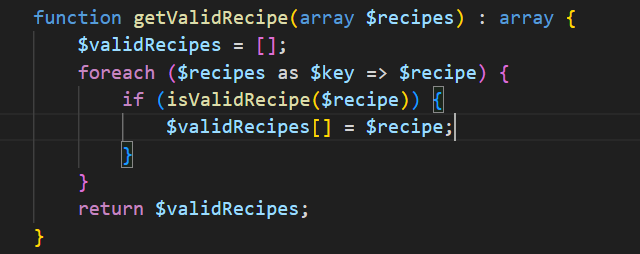 function getValidRecipe(array $recipes) : array {
    $validRecipes = [];
    foreach ($recipes as $key => $recipe) {
        if (isValidRecipe($recipe)) {
            $validRecipes[] = $recipe;
        }
    }
    return $validRecipes;
}